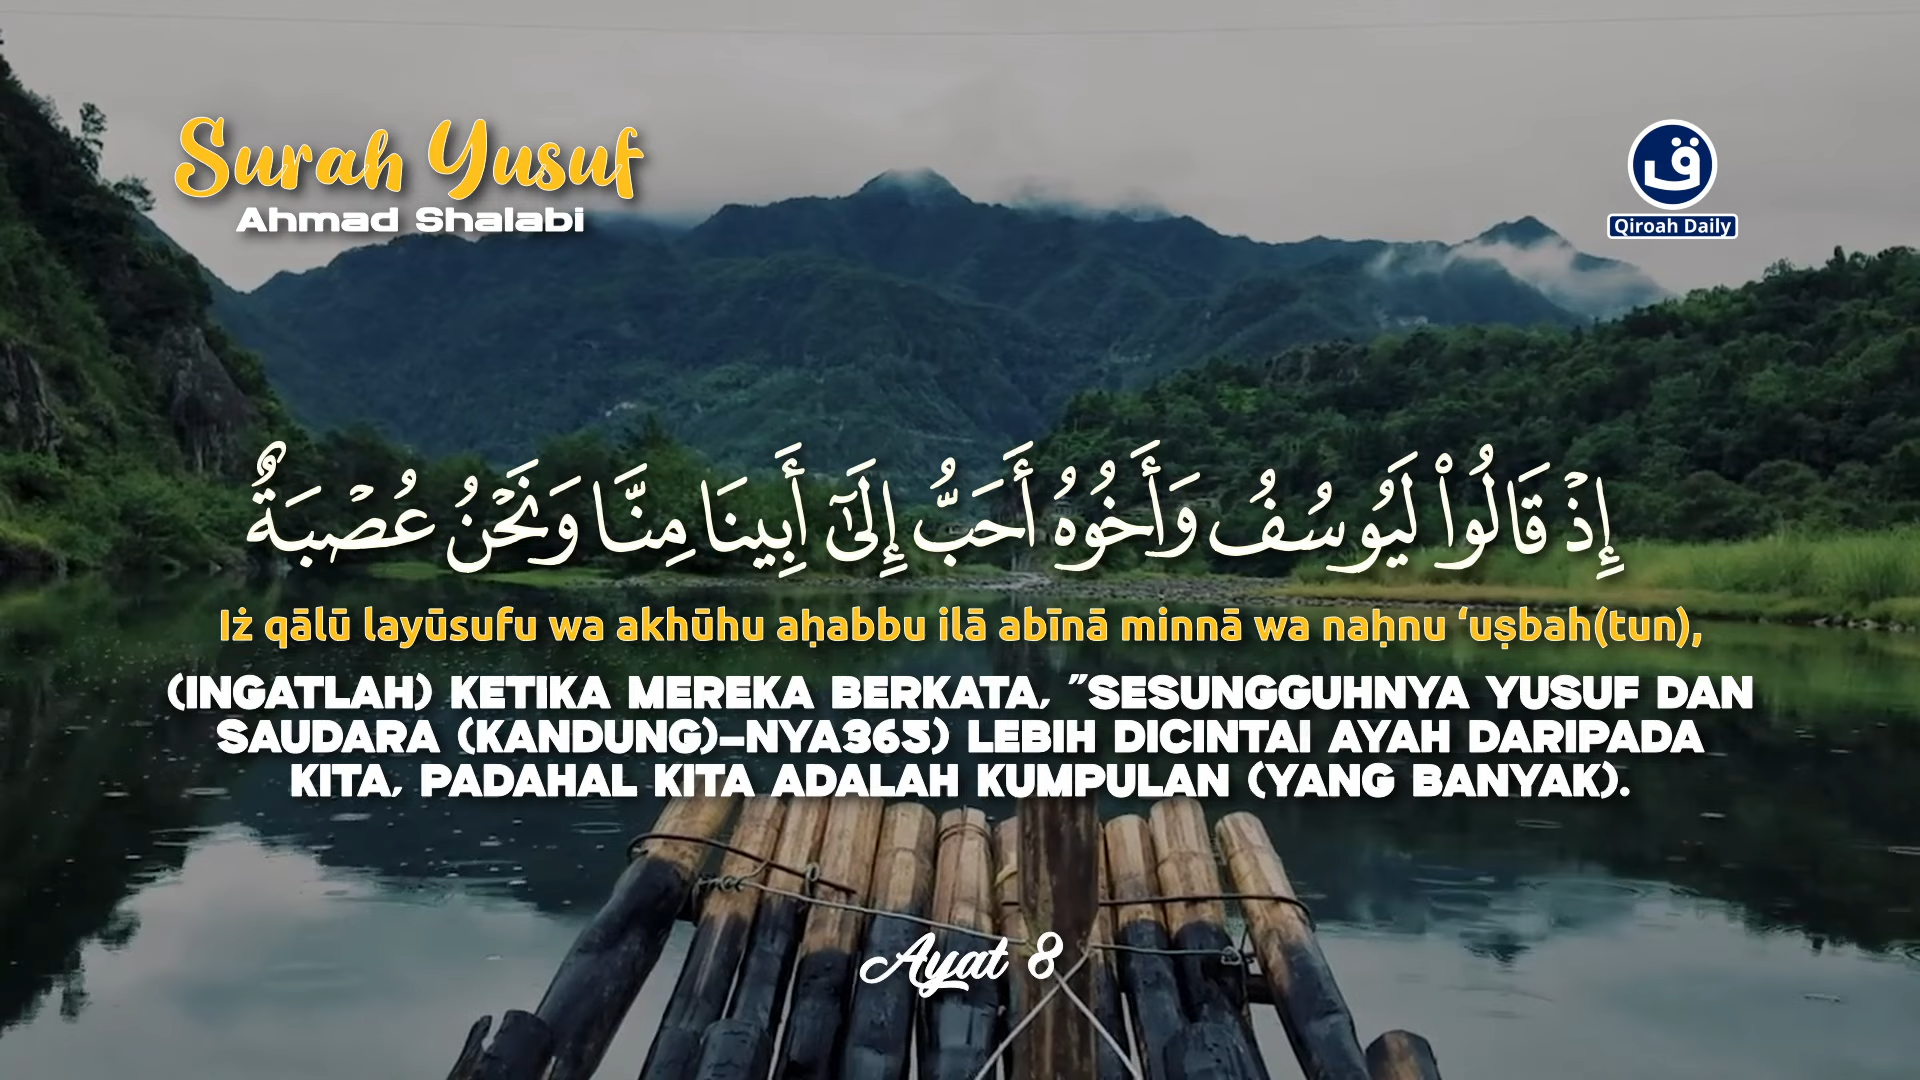 Surah Yusuf
Ahmad Shalabi
ق
Qiroah Daily
إِذْ قَالُوا۟ لَيُوسُفُ وَأَخُوهُ أَحَبُّ إِلَىٰٓ أَبِينَا مِنَّا وَنَحْنُ عُصْبَةٌ
Iż qālū layūsufu wa akhūhu aḥabbu ilā abīnā minnā wa naḥnu ‘uṣbah(tun),
(INGATLAH) KETIKA MEREKA BERKATA, "SESUNGGUHNYA YUSUF DAN
SAUDARA (KANDUNG)-NYA365) LEBIH DICINTAI AYAH DARIPADA
KITA, PADAHAL KITA ADALAH KUMPULAN (YANG BANYAK).
Ayat 8